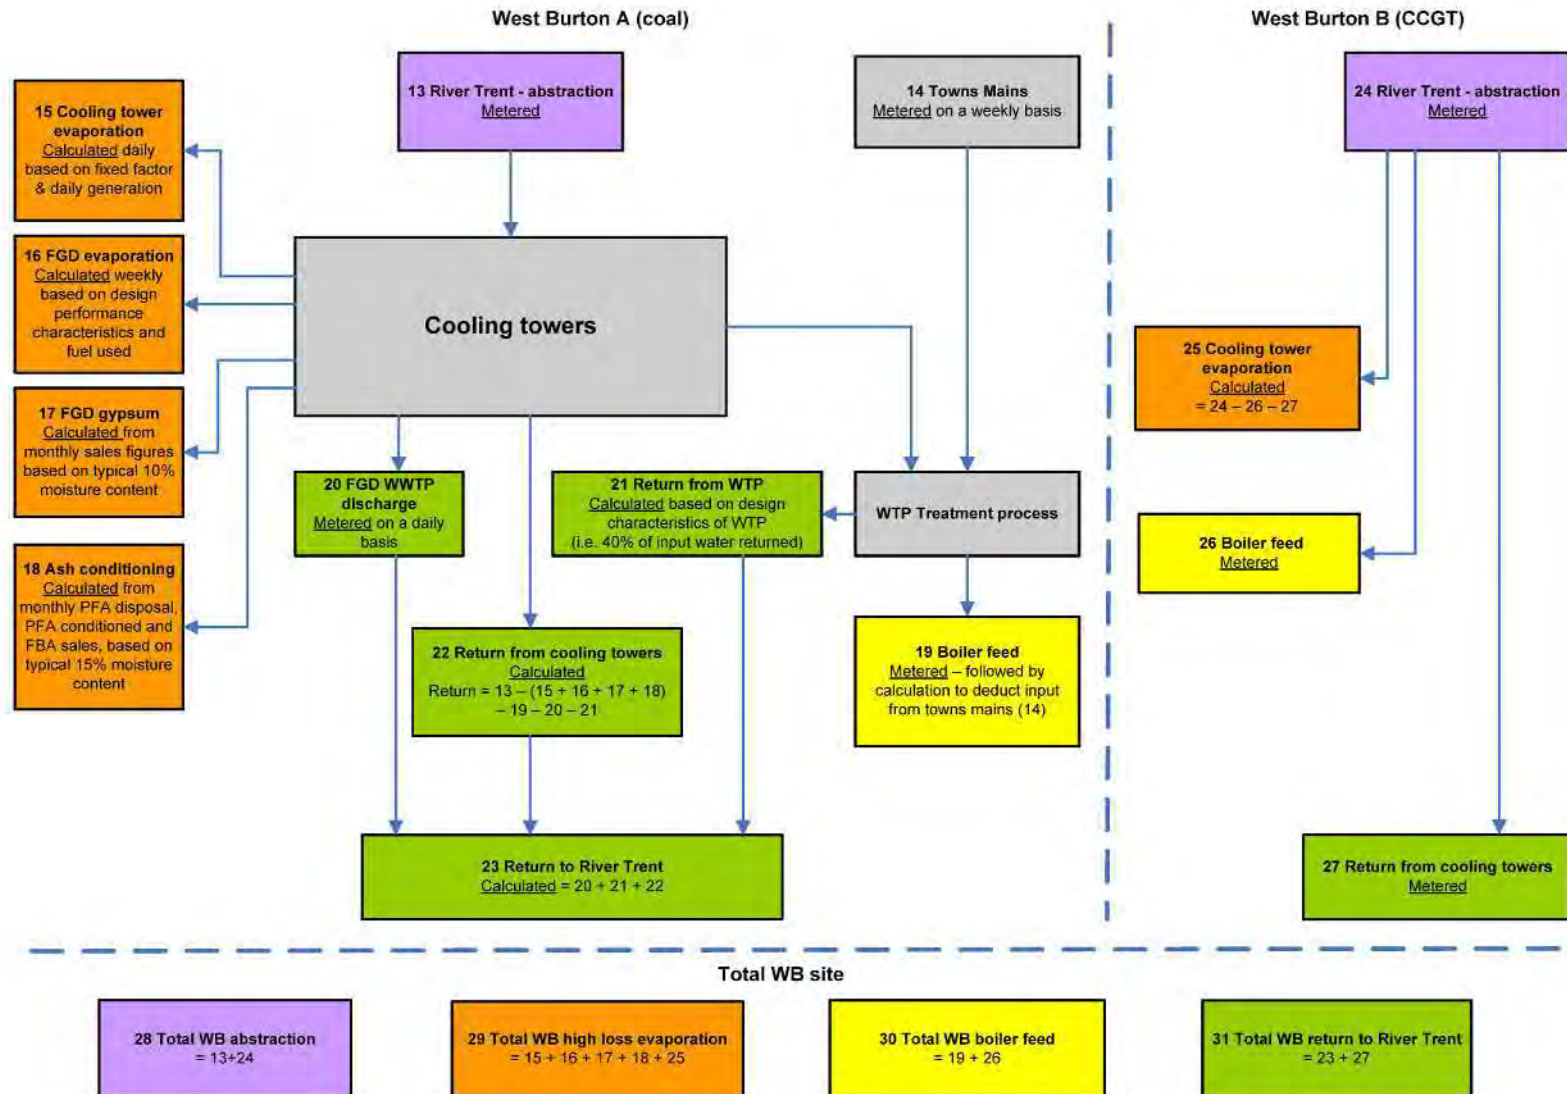 West Burton A (coal)
West Burton B (CCGT)
13 River Trent - abstraction
Metered
14 Towns Mains
Metered on a weekly basis
24 River Trent - abstraction
Metered
15 Cooling tower
evaporation
Calculated daily
based on fixed factor
& daily generation
16 FGD evaporation
Calculated weekly
based on design
performance
characteristics and
fuel used
Cooling towers
17 FGD gypsum
Calculated from
monthly sales figures
based on typical 10%
moisture content
18 Ash conditioning
Calculated from
monthly PFA disposal,
PFA conditioned and
FBA sales, based on
typical 15% moisture
content
20 FGD WWTP
discharge
Metered on a daily
basis
21 Return from WTP
Calculated based on design
characteristics of WTP
(i.e. 40% of input water returned)
WTP Treatment process
22 Return from cooling towers
Calculated
Return = 13 – (15 + 16 + 17 + 18)
– 19 – 20 – 21
19 Boiler feed
Metered – followed by
calculation to deduct input
from towns mains (14)
23 Return to River Trent
Calculated = 20 + 21 + 22
25 Cooling tower
evaporation
Calculated
= 24 – 26 – 27
26 Boiler feed
Metered
27 Return from cooling towers
Metered
Total WB site
28 Total WB abstraction
= 13+24
29 Total WB high loss evaporation
= 15 + 16 + 17 + 18 + 25
30 Total WB boiler feed
= 19 + 26
31 Total WB return to River Trent
= 23 + 27